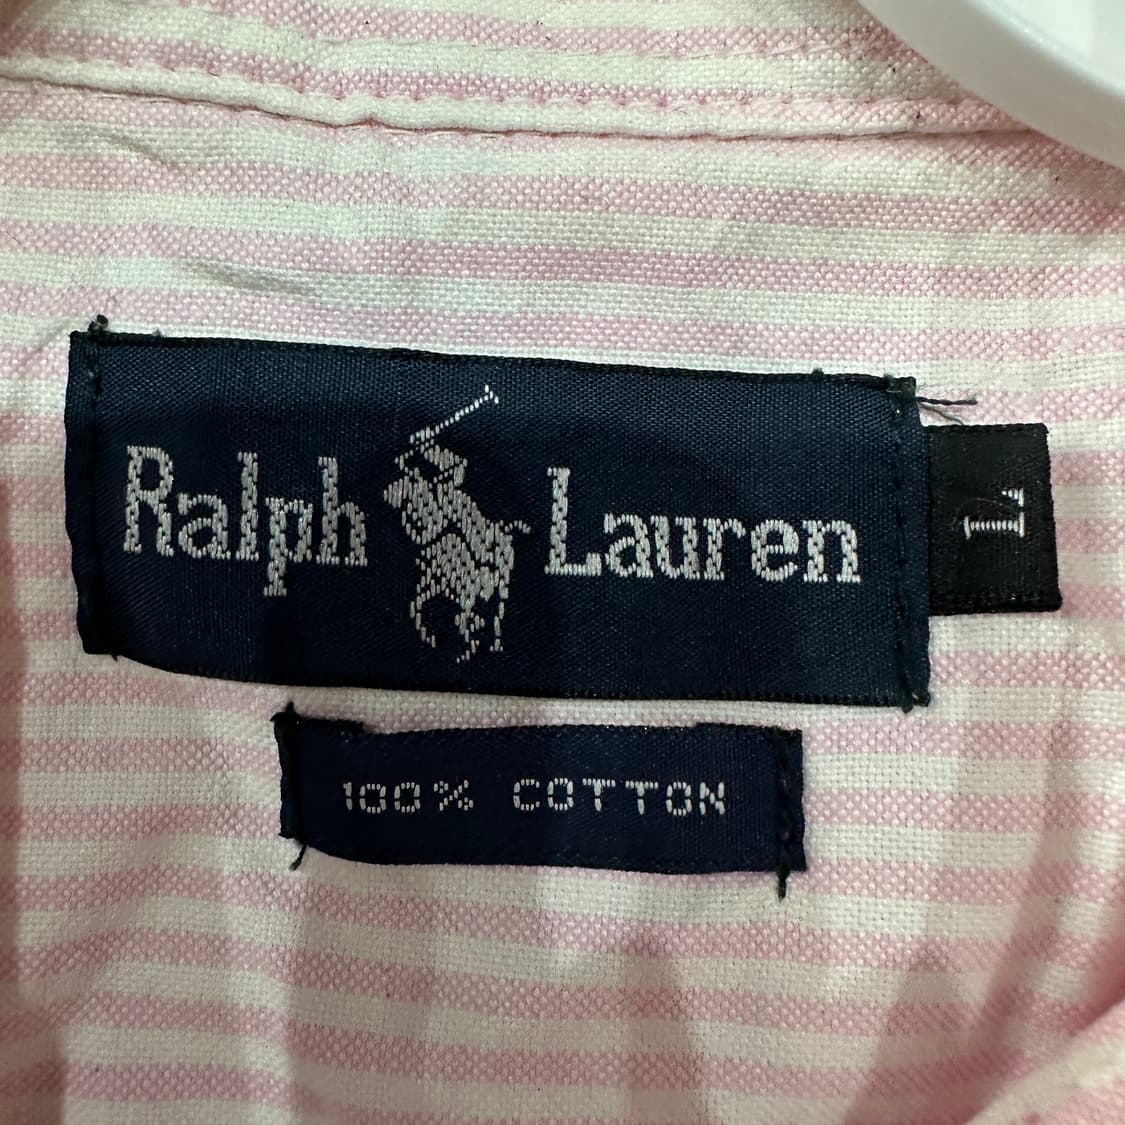 Ralph Lauren
L
100% COTTON